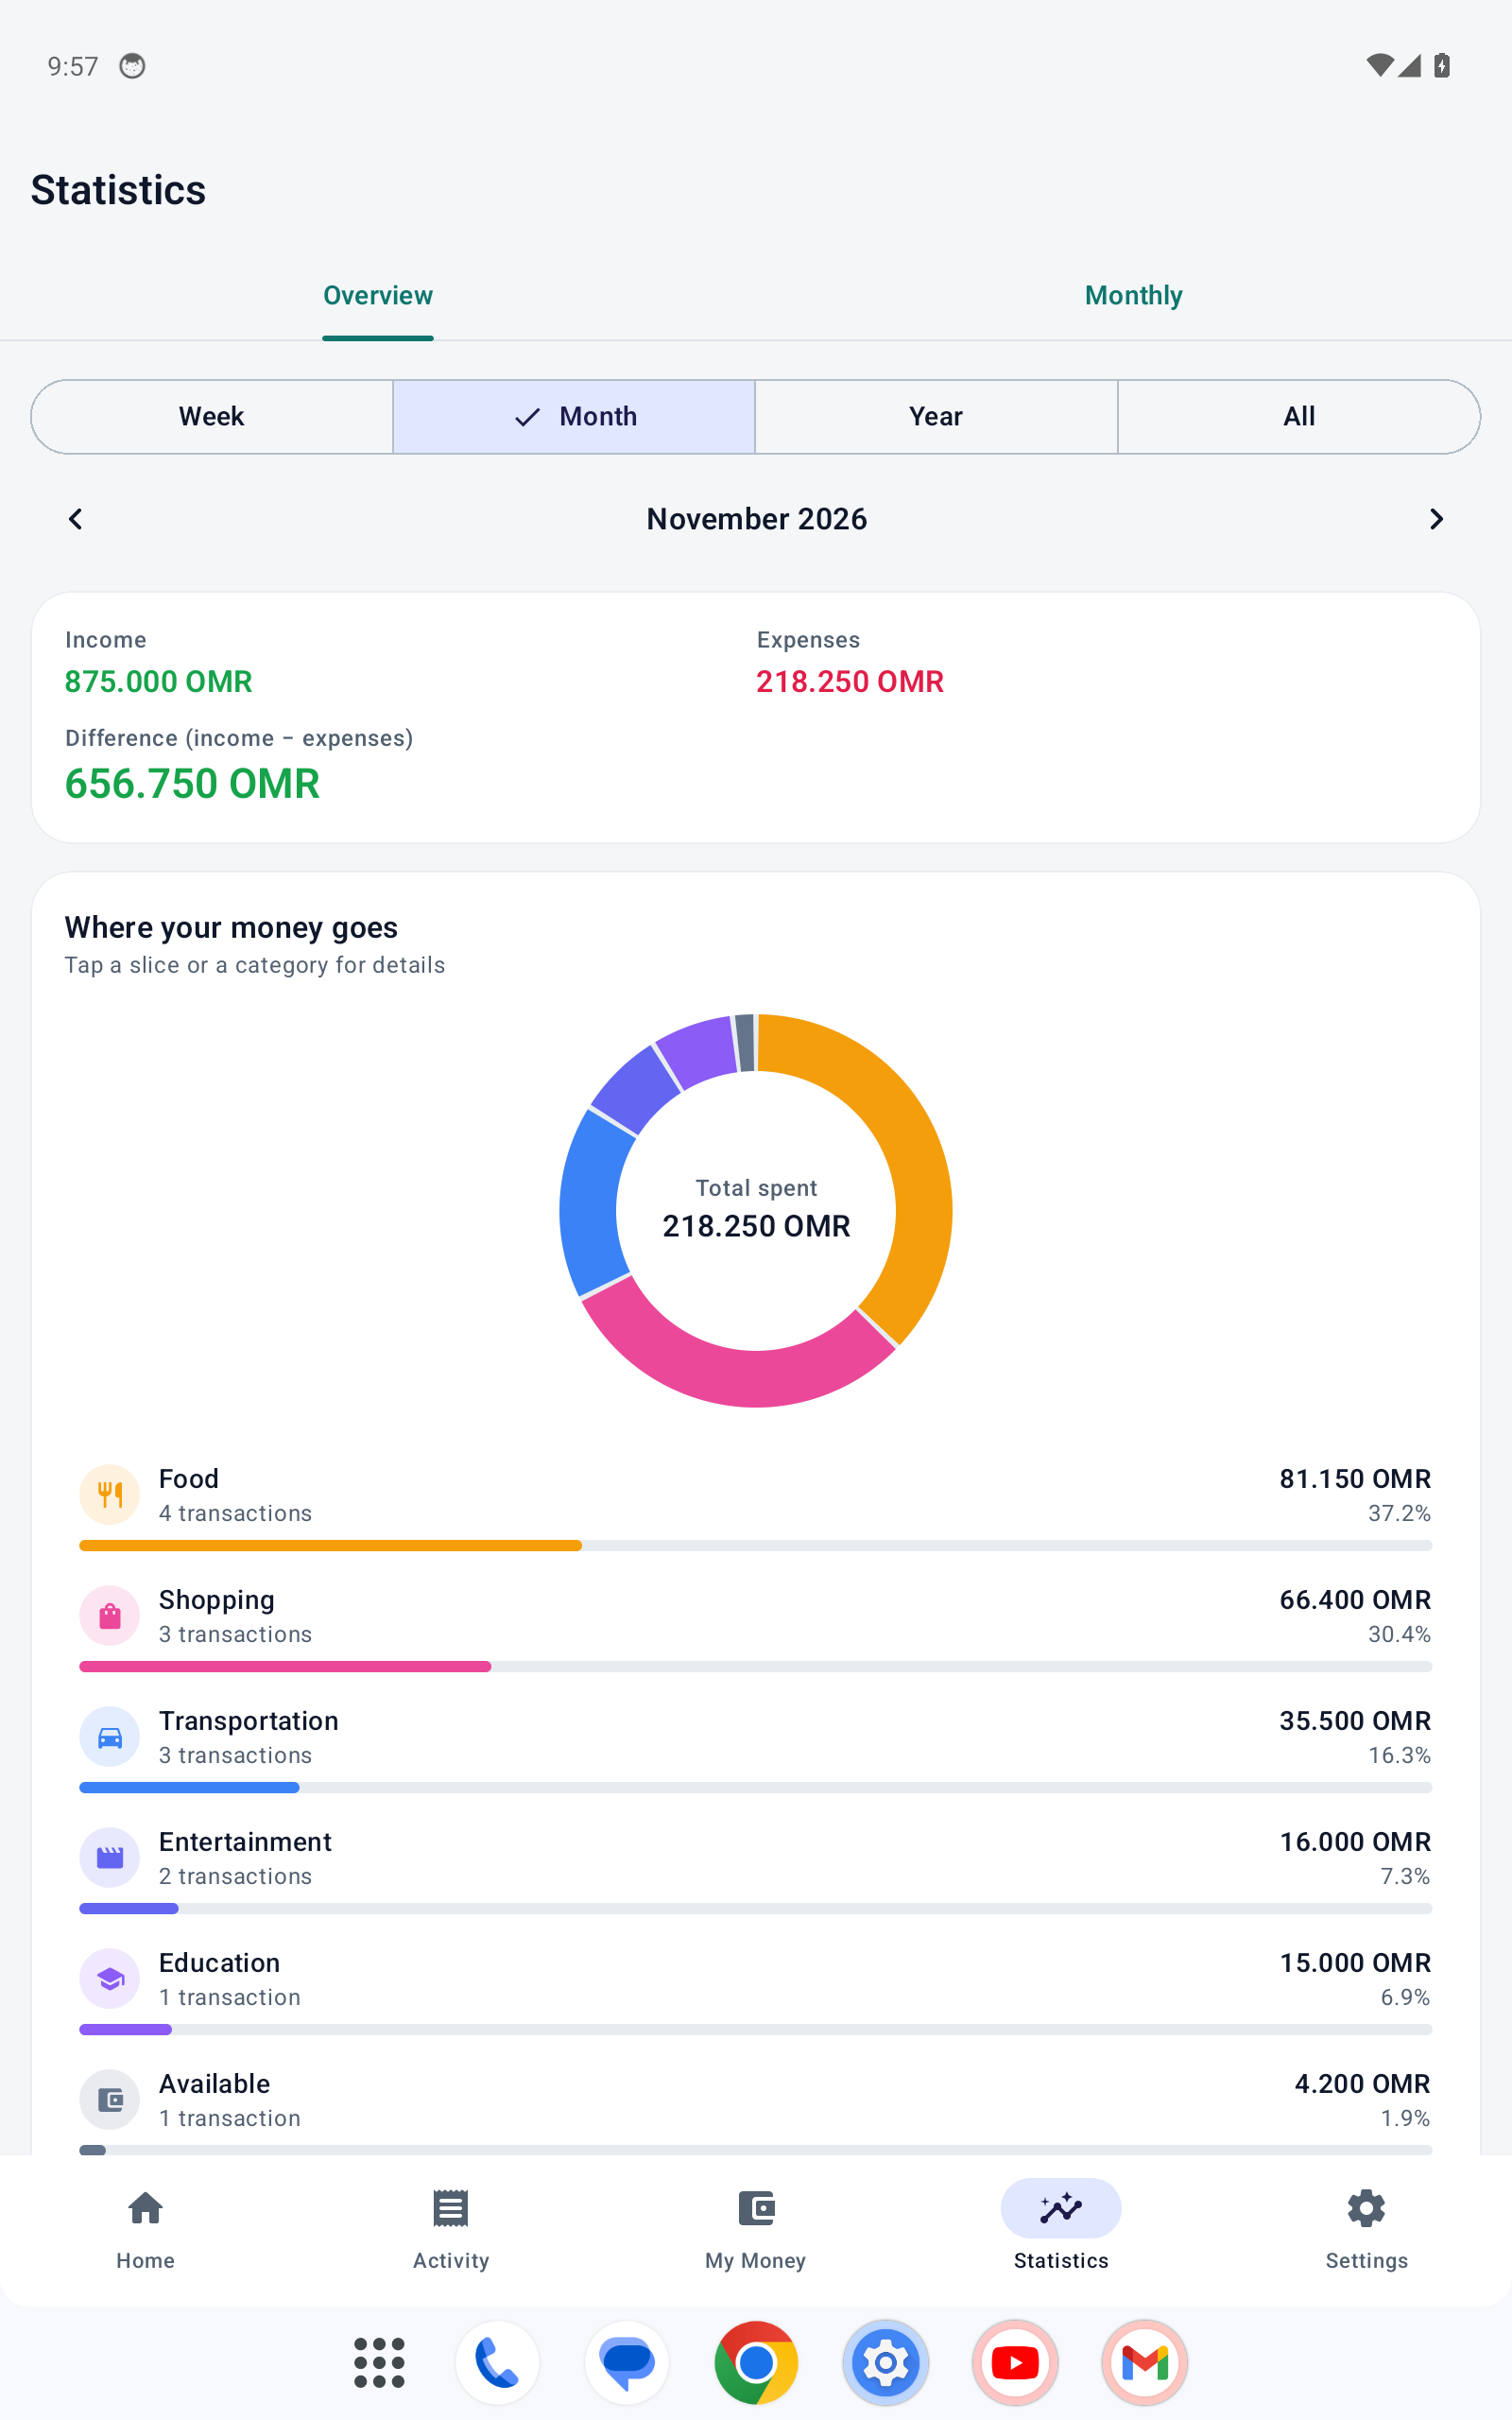 9:57
Statistics
Overview
Monthly
Week
Month
Year
All
November 2026
Income
Expenses
875.000 OMR
218.250 OMR
Difference (income − expenses)
656.750 OMR
Where your money goes
Tap a slice or a category for details
Total spent
218.250 OMR
Food
81.150 OMR
4 transactions
37.2%
Shopping
66.400 OMR
3 transactions
30.4%
Transportation
35.500 OMR
3 transactions
16.3%
Entertainment
16.000 OMR
2 transactions
7.3%
Education
15.000 OMR
1 transaction
6.9%
Available
4.200 OMR
1 transaction
1.9%
Home
Activity
My Money
Statistics
Settings